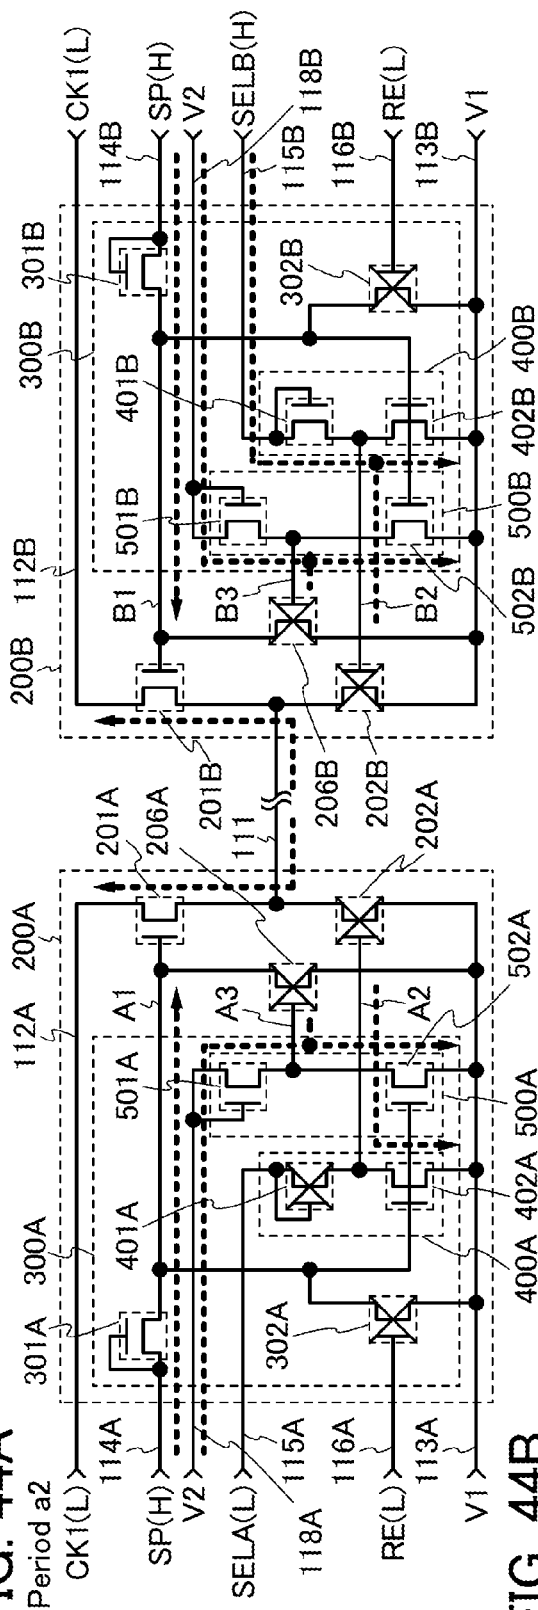 FIG. 44A
Period a2
112A
200A
112B
200B
CK1(L)
CK1(L)
300A
301A
114A
SP(H)
V2
A1
201A
206A
111
201B
B1
300B
301B
114B
SP(H)
V2
118B
501A
A3
B3
501B
401B
SELA(L)
115A
118A
401A
SELB(H)
115B
206B
202B
202A
A2
B2
302A
302B
RE(L)
116A
116B
RE(L)
502A
500A
402A
400A
502B
500B
402B
400B
V1
113A
113B
V1
FIG. 44B